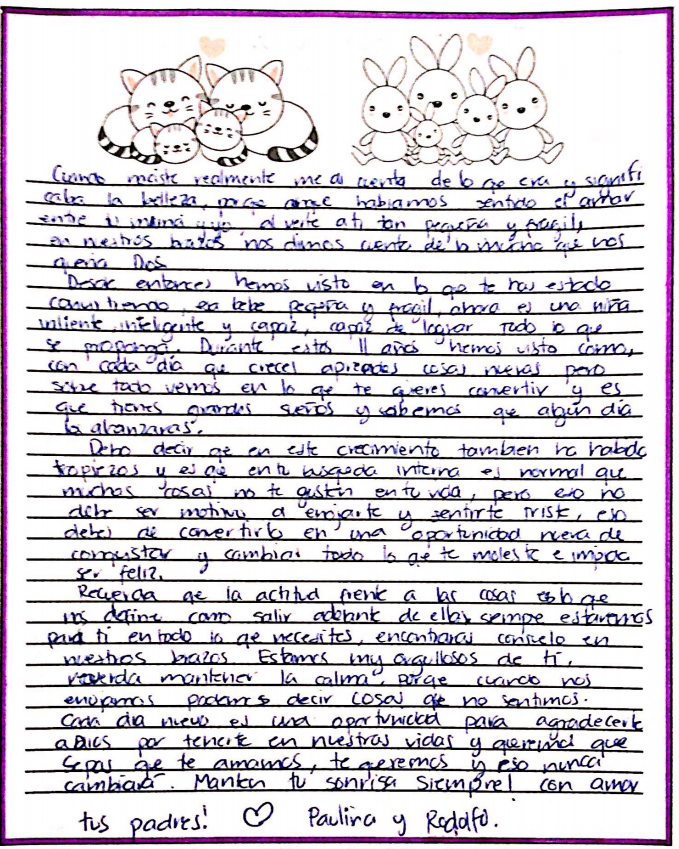 Cuando naciste realmente me di cuenta de lo que era y signifi
caba la belleza, porque aunque habiamos sentido el amor
entre tu mamá y yo, al verte a ti tan pequeña y fragil,
en nuestros brazos nos dimos cuenta de lo mucho que nos
queria Dios
Desde entonces hemos visto en lo que te has estado
convirtiendo, esa bebe pequeña y fragil, ahora es una niña
valiente, inteligente y capaz, capaz de lograr todo lo que
se proponga. Durante estos 11 años hemos visto como,
con cada día que creces aprendes cosas nuevas pero
sobre todo vemos en lo que te quieres convertir y es
que tienes grandes sueños y sabemos que algún día
lo alcanzaras.
Debo decir que en este crecimiento tambien ha habido
tropiezos y es que en tu busqueda interna es normal que
muchas cosas no te gusten en tu vida, pero eso no
debe ser motivo a enojarte y sentirte triste, eso
debes de convertirlo en una oportunidad nueva de
conquistar y cambiar todo lo que te moleste e impida
ser feliz.
Recuerda que la actitud frente a las cosas es lo que
nos define como salir adelante de ellas, siempre estaremos
para ti en todo lo que necesites, encontraras consuelo en
nuestros brazos. Estamos muy orgullosos de ti,
recuerda mantener la calma, porque cuando nos
enojamos podemos decir cosas que no sentimos.
Cada día nuevo es una oportunidad para agradecerle
a Dios por tenerte en nuestras vidas y queremos que
sepas que te amamos, te queremos y eso nunca
cambiará. Manten tu sonrisa siempre! con amor
tus padres! ♡ Paulina y Rodolfo.